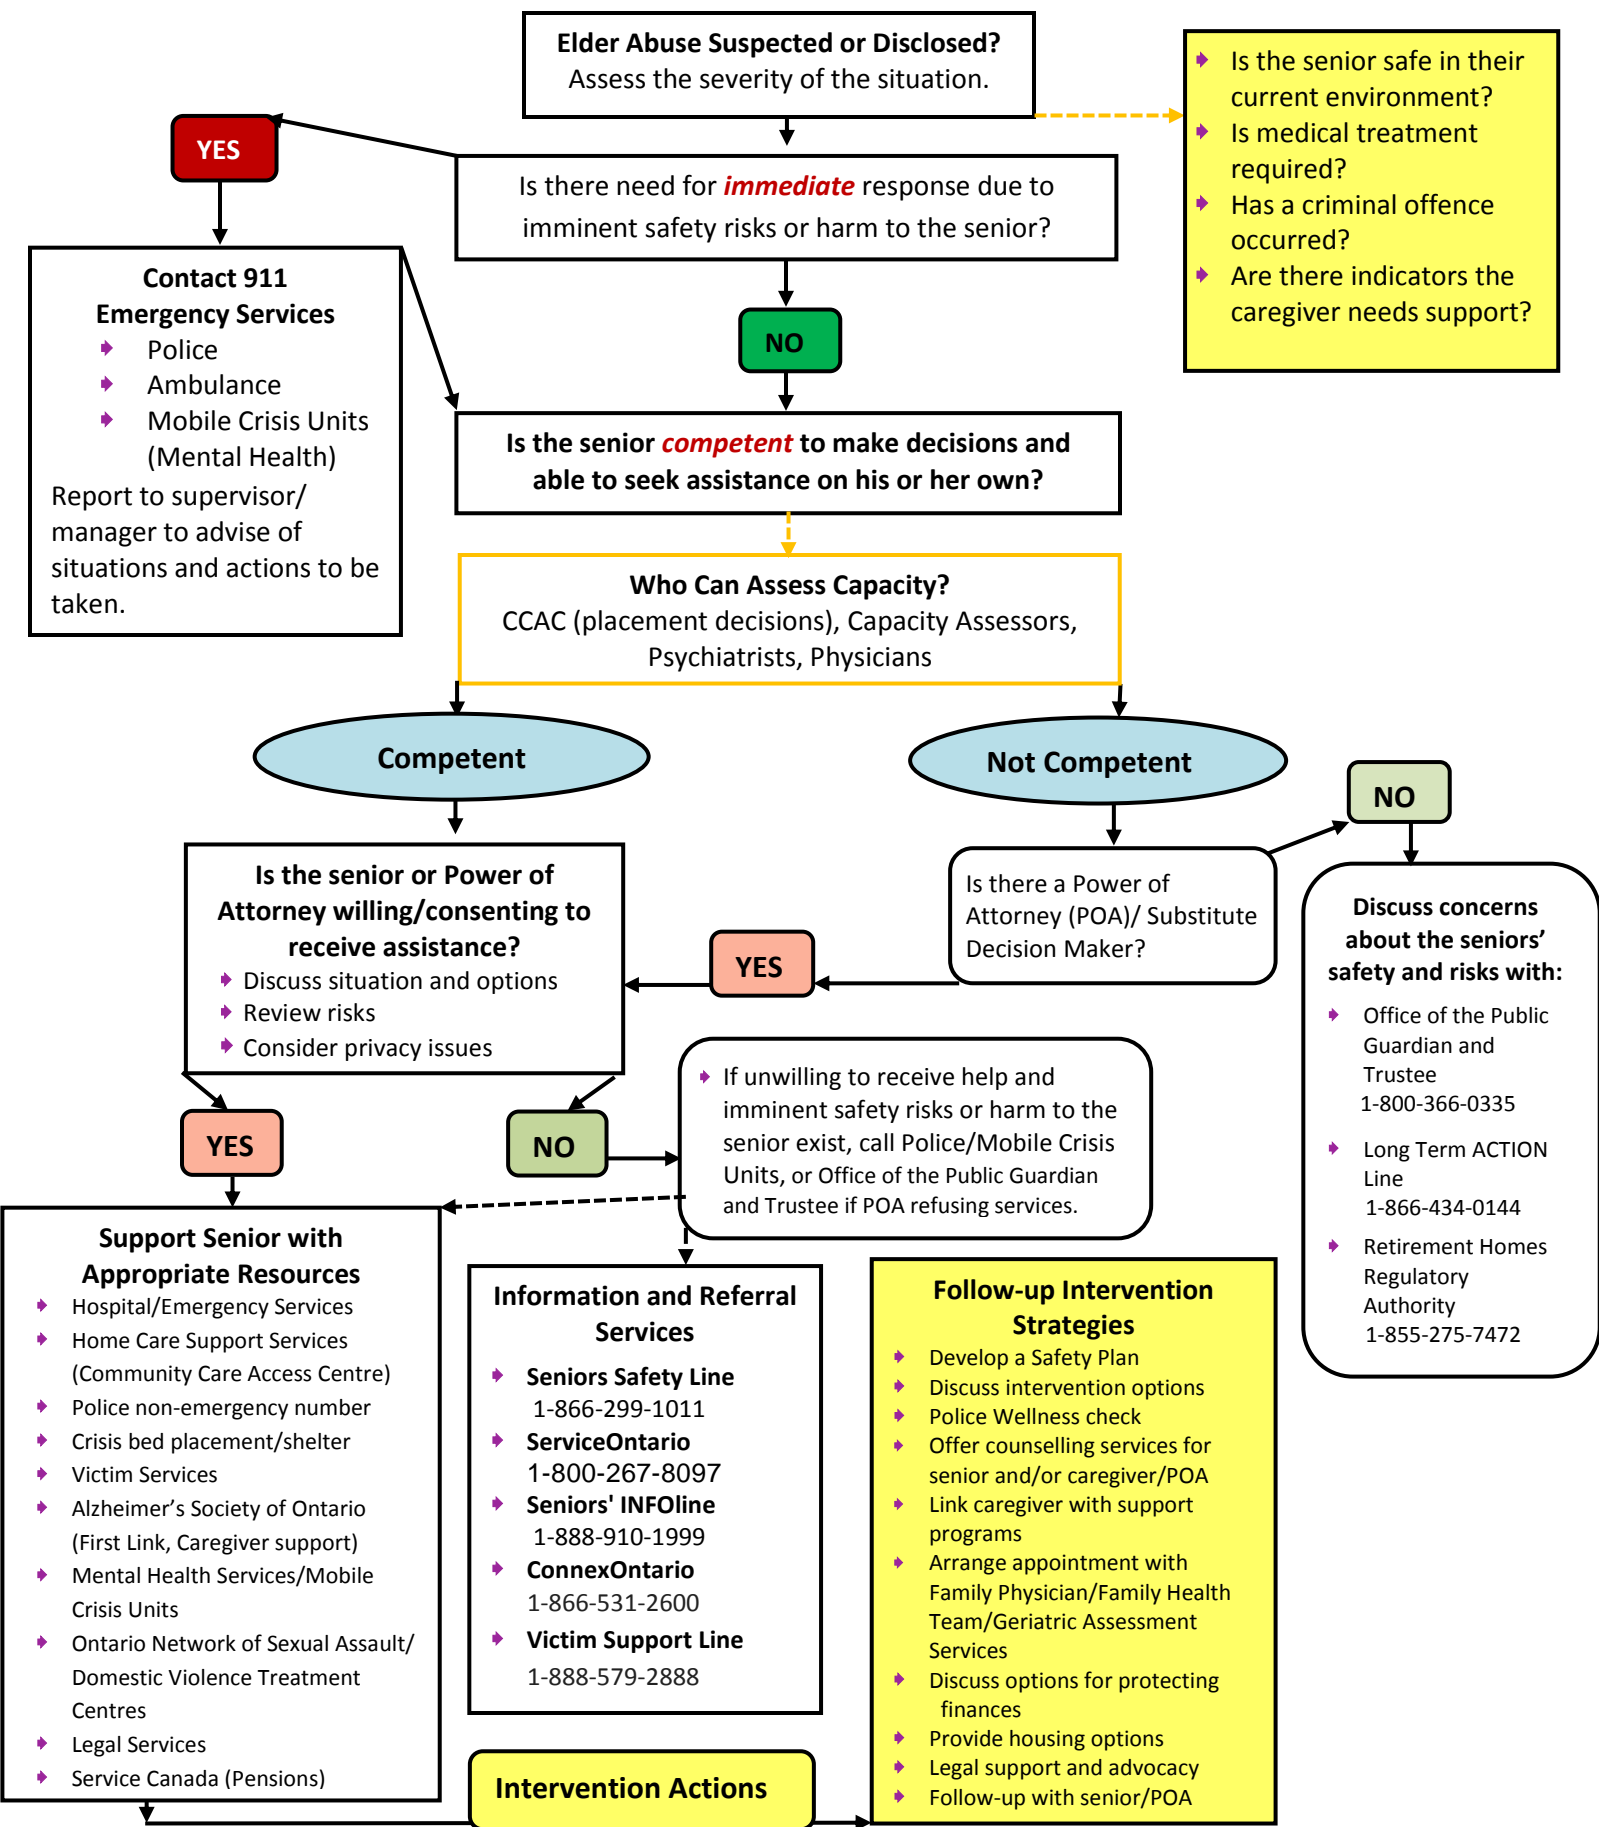 Elder Abuse Suspected or Disclosed?
Assess the severity of the situation.
Is the senior safe in their
current environment?
Is medical treatment
required?
Has a criminal offence
occurred?
Are there indicators the
caregiver needs support?
YES
Is there need for immediate response due to
imminent safety risks or harm to the senior?
Contact 911
Emergency Services
Police
Ambulance
Mobile Crisis Units
(Mental Health)
Report to supervisor/
manager to advise of
situations and actions to be
taken.
NO
Is the senior competent to make decisions and
able to seek assistance on his or her own?
Who Can Assess Capacity?
CCAC (placement decisions), Capacity Assessors,
Psychiatrists, Physicians
Competent
Not Competent
NO
Is the senior or Power of
Attorney willing/consenting to
receive assistance?
Discuss situation and options
Review risks
Consider privacy issues
YES
Is there a Power of
Attorney (POA)/ Substitute
Decision Maker?
Discuss concerns
about the seniors’
safety and risks with:
Office of the Public
Guardian and
Trustee
1-800-366-0335
Long Term ACTION
Line
1-866-434-0144
Retirement Homes
Regulatory
Authority
1-855-275-7472
YES
NO
If unwilling to receive help and
imminent safety risks or harm to the
senior exist, call Police/Mobile Crisis
Units, or Office of the Public Guardian
and Trustee if POA refusing services.
Support Senior with
Appropriate Resources
Hospital/Emergency Services
Home Care Support Services
(Community Care Access Centre)
Police non-emergency number
Crisis bed placement/shelter
Victim Services
Alzheimer’s Society of Ontario
(First Link, Caregiver support)
Mental Health Services/Mobile
Crisis Units
Ontario Network of Sexual Assault/
Domestic Violence Treatment
Centres
Legal Services
Service Canada (Pensions)
Information and Referral
Services
Seniors Safety Line
1-866-299-1011
ServiceOntario
1-800-267-8097
Seniors' INFOline
1-888-910-1999
ConnexOntario
1-866-531-2600
Victim Support Line
1-888-579-2888
Follow-up Intervention
Strategies
Develop a Safety Plan
Discuss intervention options
Police Wellness check
Offer counselling services for
senior and/or caregiver/POA
Link caregiver with support
programs
Arrange appointment with
Family Physician/Family Health
Team/Geriatric Assessment
Services
Discuss options for protecting
finances
Provide housing options
Legal support and advocacy
Follow-up with senior/POA
Intervention Actions